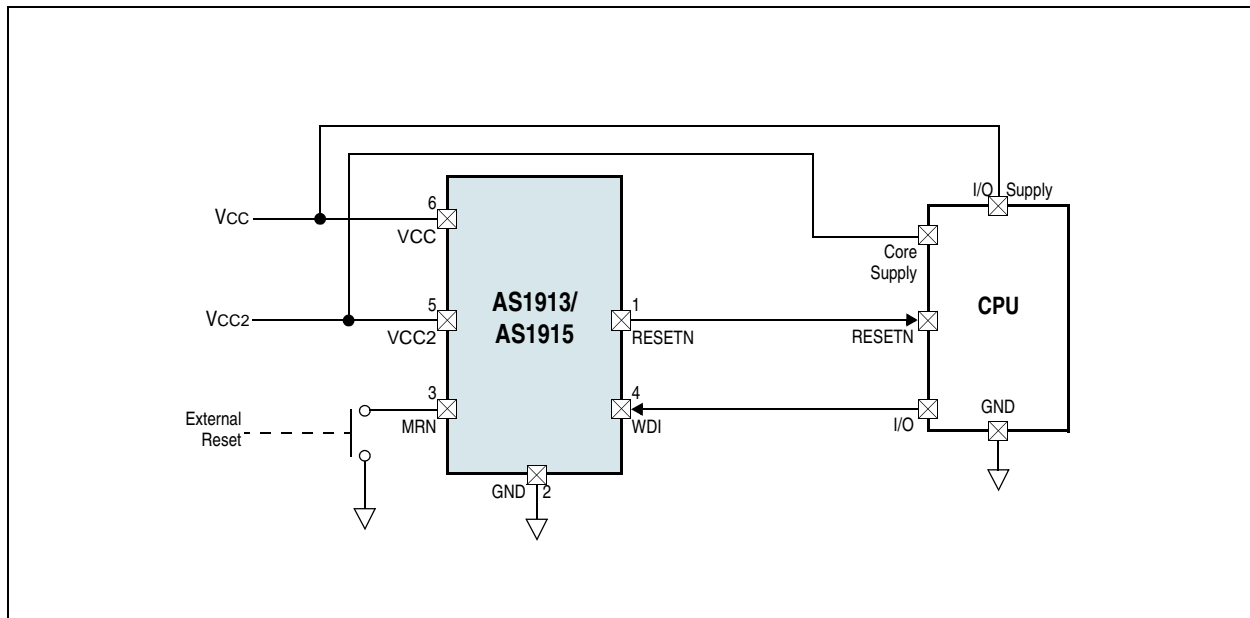 I/O Supply
6
VCC
VCC
Core
Supply
CPU
AS1913/
AS1915
5
VCC2
VCC2
1
RESETN
RESETN
3
MRN
4
WDI
I/O
GND
External
Reset
GND 2